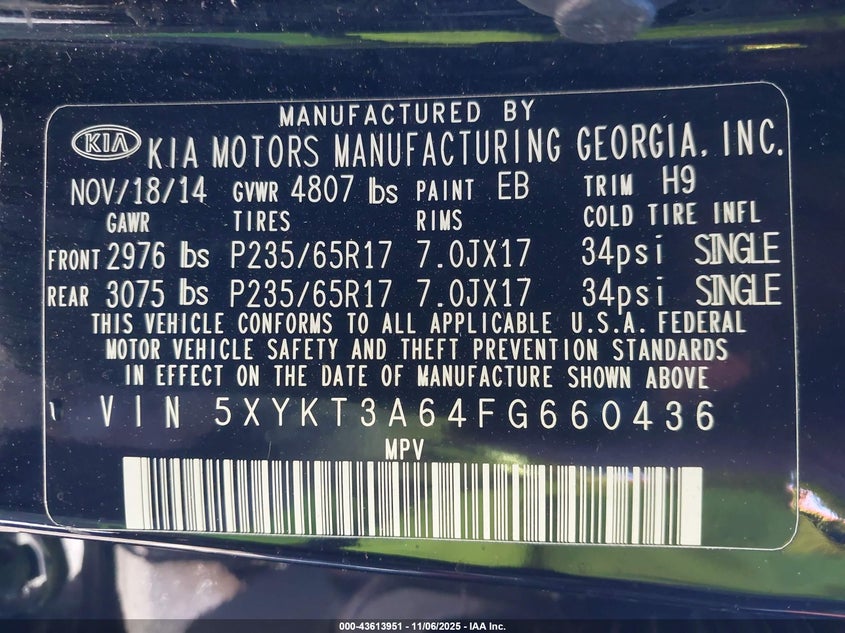 MANUFACTURED BY
KIA KIA MOTORS MANUFACTURING GEORGIA, INC.
NOV/18/14 GVWR 4807 lbs PAINT EB TRIM H9
GAWR TIRES RIMS COLD TIRE INFL
FRONT 2976 lbs P235/65R17 7.0JX17 34psi SINGLE
REAR 3075 lbs P235/65R17 7.0JX17 34psi SINGLE
THIS VEHICLE CONFORMS TO ALL APPLICABLE U.S.A. FEDERAL
MOTOR VEHICLE SAFETY AND THEFT PREVENTION STANDARDS
IN EFFECT ON THE DATE OF MANUFACTURE SHOWN ABOVE
VIN 5XYKT3A64FG660436
MPV
000-43613951 - 11/06/2025 - IAA Inc.